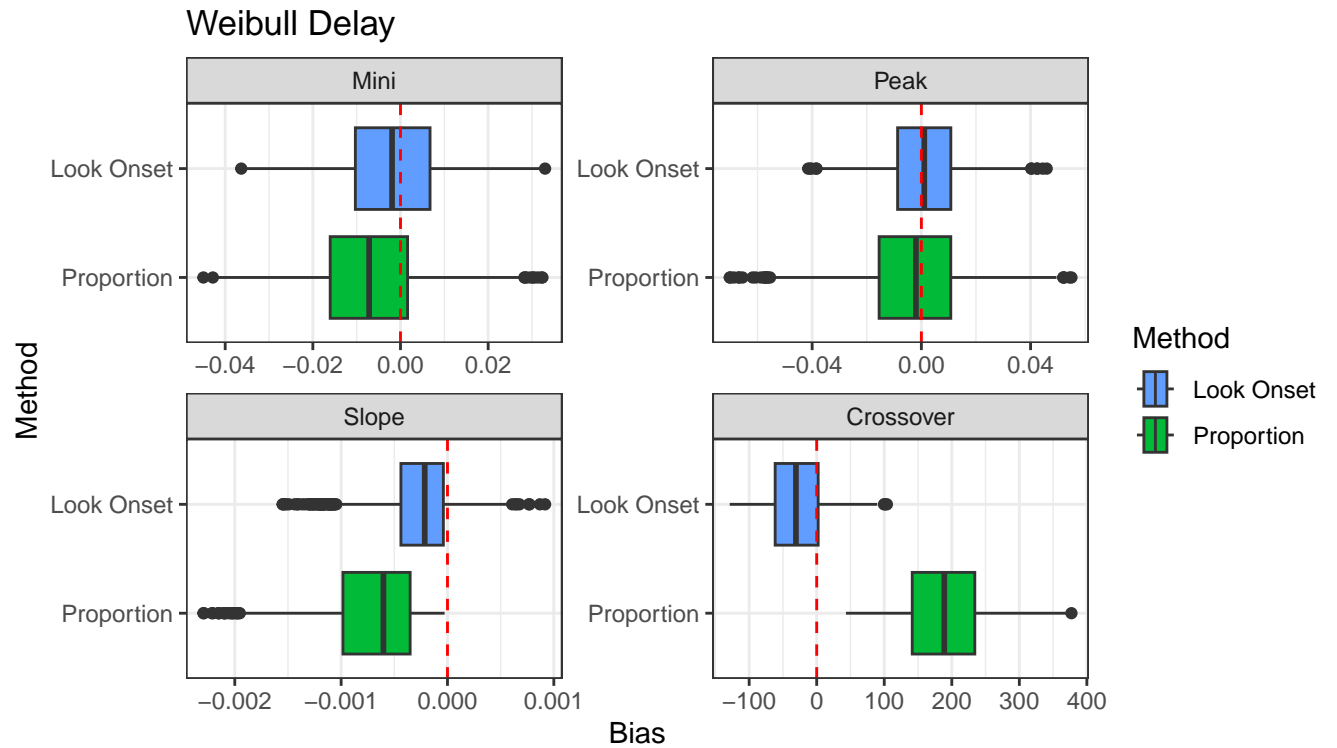 Weibull Delay
Mini
Peak
Look Onset
Proportion
Look Onset
Proportion
−0.04 −0.02 0.00 0.02
−0.04 0.00 0.04
Slope
Crossover
Look Onset
Proportion
Look Onset
Proportion
−0.002 −0.001 0.000 0.001
−100 0 100 200 300 400
Method
Bias
Method
Look Onset
Proportion